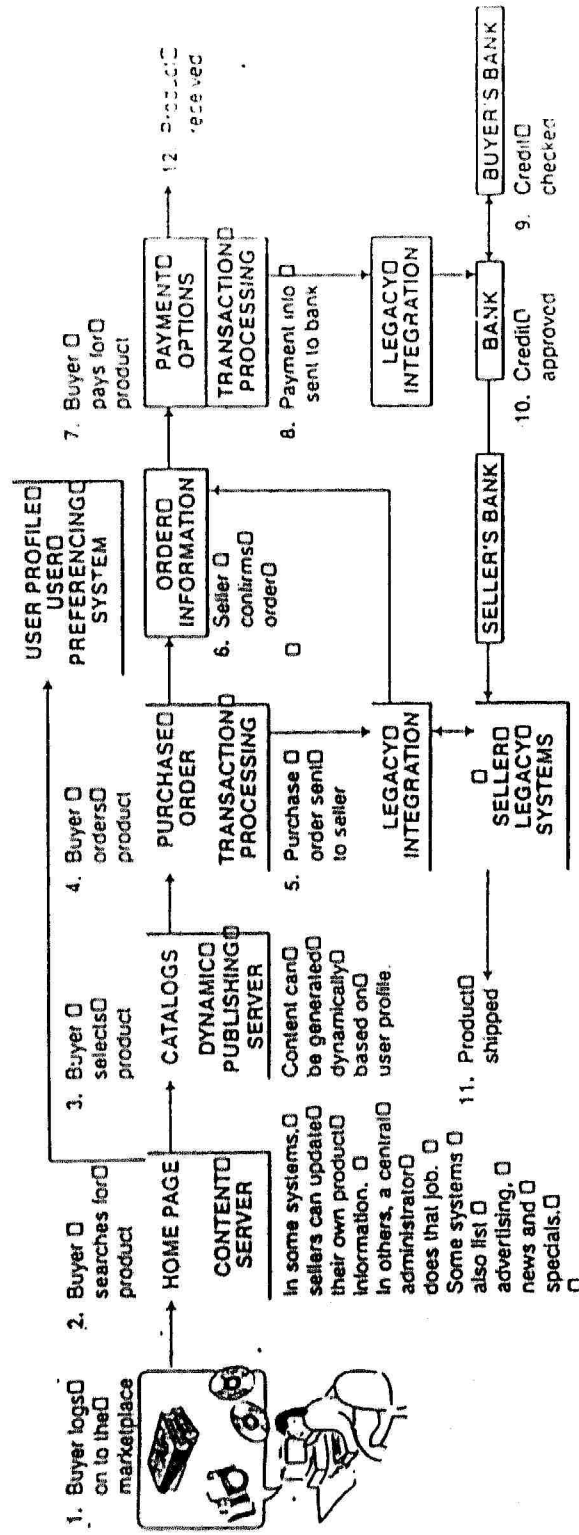 1. Buyer logs
on to the
marketplace
2. Buyer
searches for
product
HOME PAGE
CONTENT
SERVER
In some systems,
sellers can update
their own product
information.
In others, a central
administrator
does that job.
Some systems
also list
advertising,
news and
specials.
3. Buyer
selects
product
CATALOGS
DYNAMIC
PUBLISHING
SERVER
Content can
be generated
dynamically
based on
user profile.
4. Buyer
orders
product
PURCHASE
ORDER
TRANSACTION
PROCESSING
5. Purchase
order sent
to seller
LEGACY
INTEGRATION
SELLER
LEGACY
SYSTEMS
11. Product
shipped
USER PROFILE
USER
PREFERENCING
SYSTEM
ORDER
INFORMATION
6. Seller
confirms
order
7. Buyer
pays for
product
PAYMENT
OPTIONS
TRANSACTION
PROCESSING
8. Payment info
sent to bank
LEGACY
INTEGRATION
SELLER'S BANK
BANK
BUYER'S BANK
9. Credit
checked
10. Credit
approved
12. Product
received